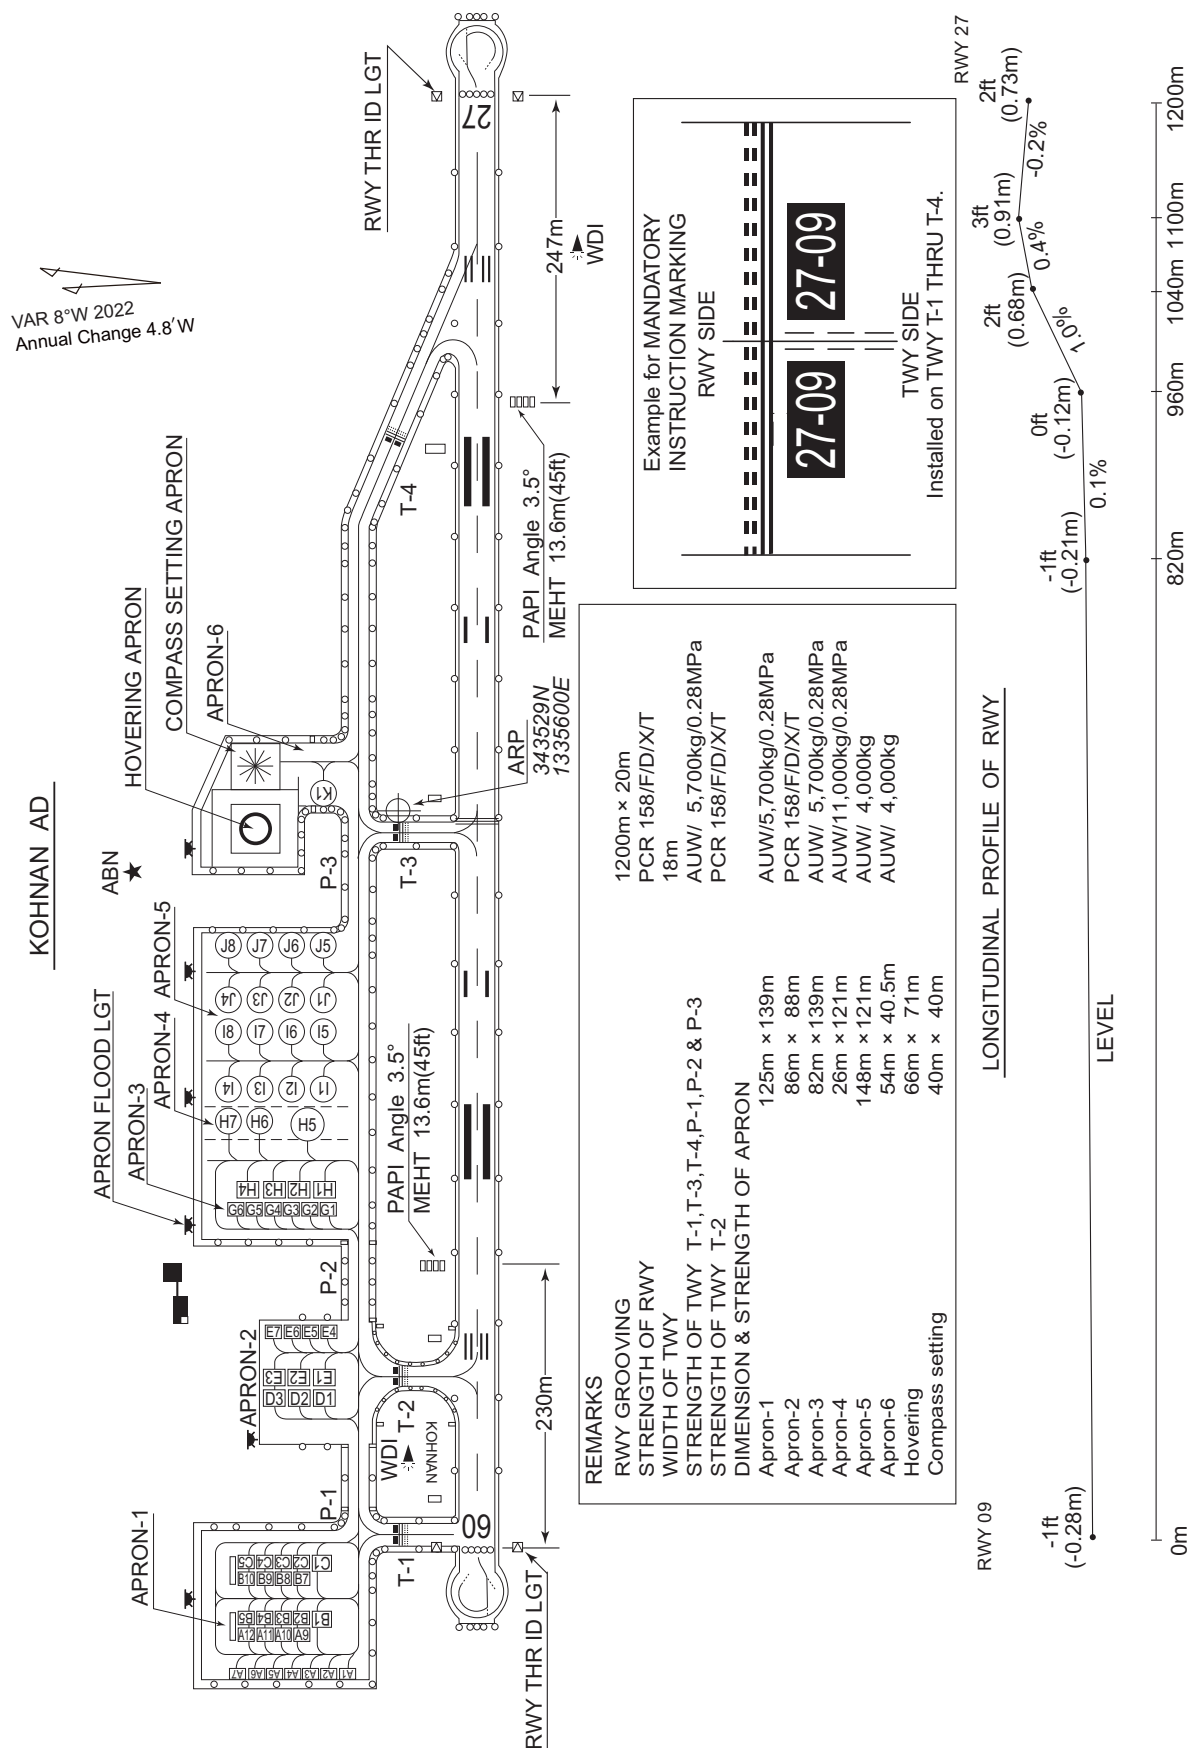 KOHNAN AD
VAR 8°W 2022
Annual Change 4.8′W
APRON-1
APRON-2
APRON FLOOD LGT
APRON-3
APRON-4
APRON-5
ABN
HOVERING APRON
COMPASS SETTING APRON
APRON-6
RWY THR ID LGT
A7
A6
A5
A4
A3
A2
A1
A12
A11
A10
A9
B5
B4
B3
B2
B1
B10
B9
B8
B7
C5
C4
C3
C2
C1
D3
D2
D1
E3
E2
E1
E7
E6
E5
E4
G6
G5
G4
G3
G2
G1
H4
H3
H2
H1
H7
H6
H5
I4
I3
I2
I1
I8
I7
I6
I5
J4
J3
J2
J1
J8
J7
J6
J5
K1
P-1
P-2
P-3
T-1
T-2
T-3
T-4
WDI
KOHNAN
PAPI Angle 3.5°
MEHT 13.6m(45ft)
09
27
RWY THR ID LGT
230m
ARP
343529N
1335600E
PAPI Angle 3.5°
MEHT 13.6m(45ft)
247m
WDI
REMARKS
RWY GROOVING 1200m × 20m
STRENGTH OF RWY PCR 158/F/D/X/T
WIDTH OF TWY 18m
STRENGTH OF TWY T-1,T-3,T-4,P-1,P-2 & P-3 AUW/ 5,700kg/0.28MPa
STRENGTH OF TWY T-2 PCR 158/F/D/X/T
DIMENSION & STRENGTH OF APRON
Apron-1 125m ×139m AUW/5,700kg/0.28MPa
Apron-2 86m × 88m PCR 158/F/D/X/T
Apron-3 82m ×139m AUW/ 5,700kg/0.28MPa
Apron-4 26m ×121m AUW/11,000kg/0.28MPa
Apron-5 148m ×121m AUW/ 4,000kg
Apron-6 54m × 40.5m AUW/ 4,000kg
Hovering 66m × 71m
Compass setting 40m × 40m
Example for MANDATORY
INSTRUCTION MARKING
RWY SIDE
27-09 27-09
TWY SIDE
Installed on TWY T-1 THRU T-4.
LONGITUDINAL PROFILE OF RWY
RWY 09
RWY 27
-1ft
(-0.28m)
LEVEL
-1ft
(-0.21m)
0.1%
0ft
(-0.12m)
1.0%
2ft
(0.68m)
0.4%
3ft
(0.91m)
-0.2%
2ft
(0.73m)
0m 820m 960m 1040m 1100m 1200m